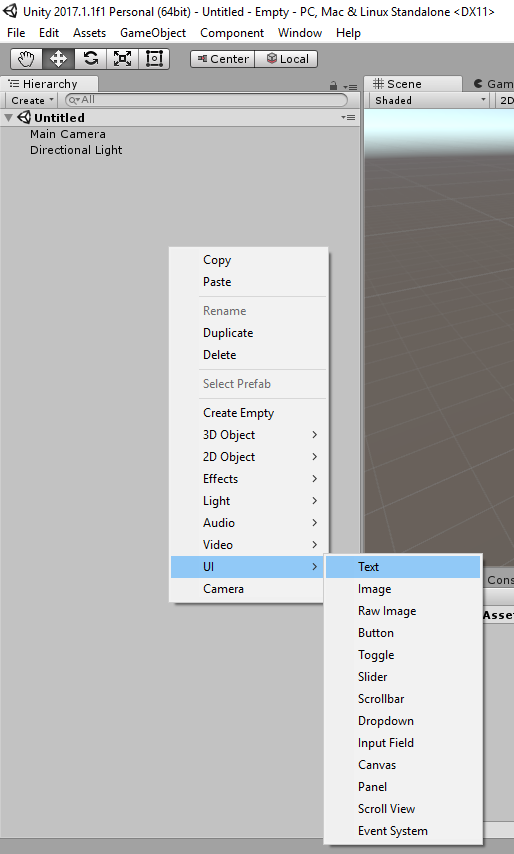 Unity 2017.1.1f1 Personal (64bit) - Untitled - Empty - PC, Mac & Linux Standalone <DX11>
File Edit Assets GameObject Component Window Help
Center Local
Hierarchy
Create All
Untitled
Main Camera
Directional Light
Scene Gam
Shaded 2D
Copy
Paste
Rename
Duplicate
Delete
Select Prefab
Create Empty
3D Object
2D Object
Effects
Light
Audio
Video
UI
Camera
Text
Image
Raw Image
Button
Toggle
Slider
Scrollbar
Dropdown
Input Field
Canvas
Panel
Scroll View
Event System
Cons
Asse